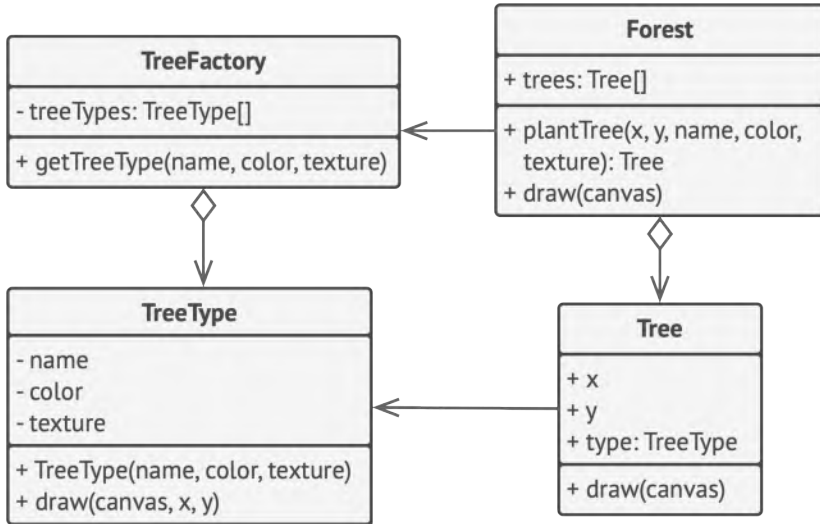 TreeFactory
- treeTypes: TreeType[]
+ getTreeType(name, color, texture)
Forest
+ trees: Tree[]
+ plantTree(x, y, name, color,
texture): Tree
+ draw(canvas)
TreeType
- name
- color
- texture
+ TreeType(name, color, texture)
+ draw(canvas, x, y)
Tree
+ x
+ y
+ type: TreeType
+ draw(canvas)